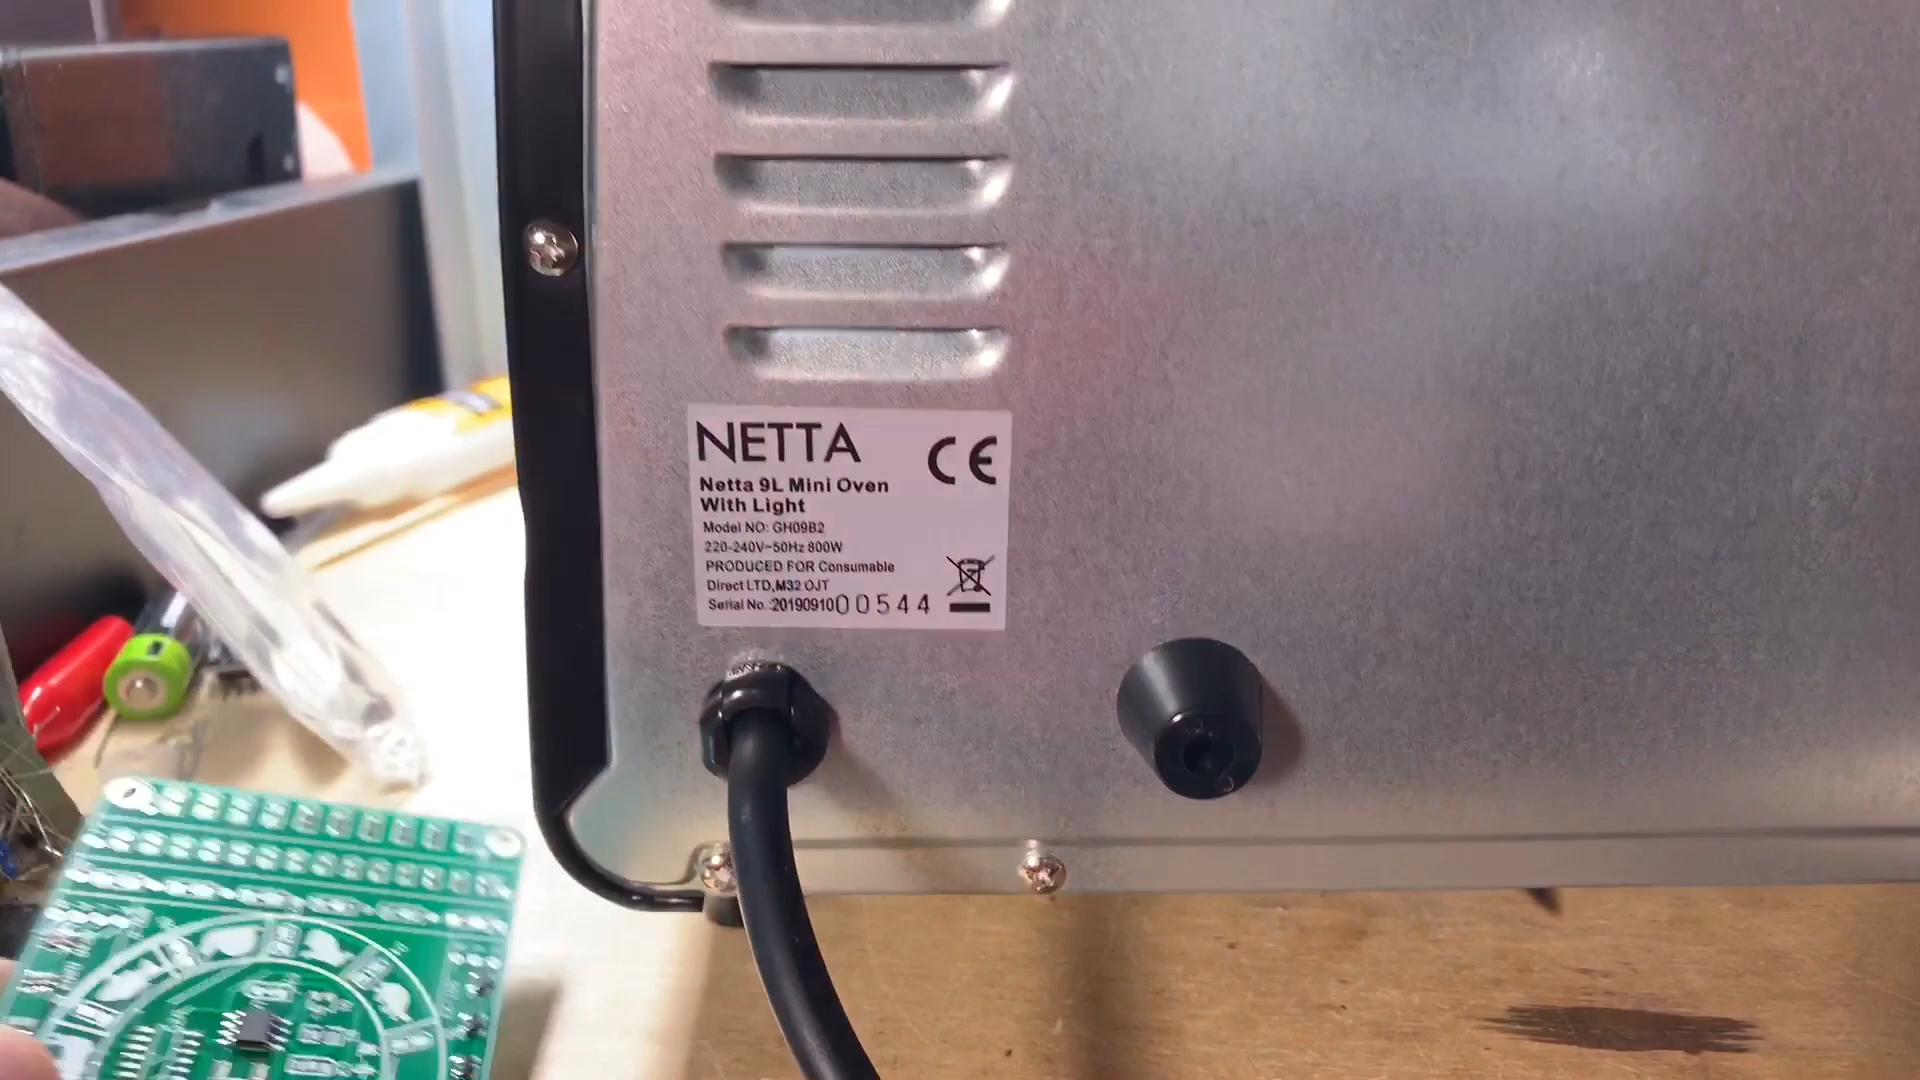 NETTA
CE
Netta 9L Mini Oven
With Light
Model NO: GH09B2
220-240V~50Hz 800W
PRODUCED FOR Consumable
Direct LTD,M32 OJT
Serial No.:2019091000544